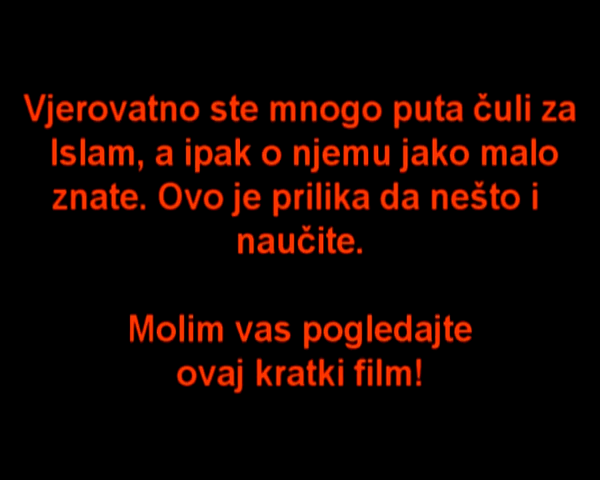 Vjerovatno ste mnogo puta čuli za
Islam, a ipak o njemu jako malo
znate. Ovo je prilika da nešto i
naučite.
Molim vas pogledajte
ovaj kratki film!